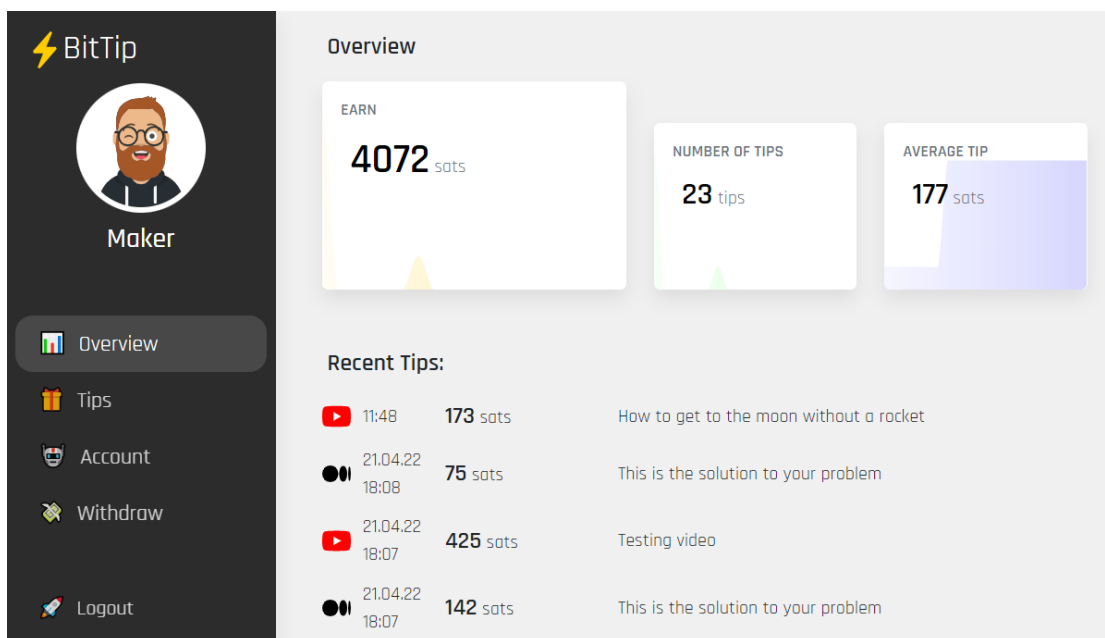 BitTip
Maker
Overview
Tips
Account
Withdraw
Logout
Overview
EARN
4072 sats
NUMBER OF TIPS
23 tips
AVERAGE TIP
177 sats
Recent Tips:
11:48 173 sats How to get to the moon without a rocket
21.04.22
18:08 75 sats This is the solution to your problem
21.04.22
18:07 425 sats Testing video
21.04.22
18:07 142 sats This is the solution to your problem